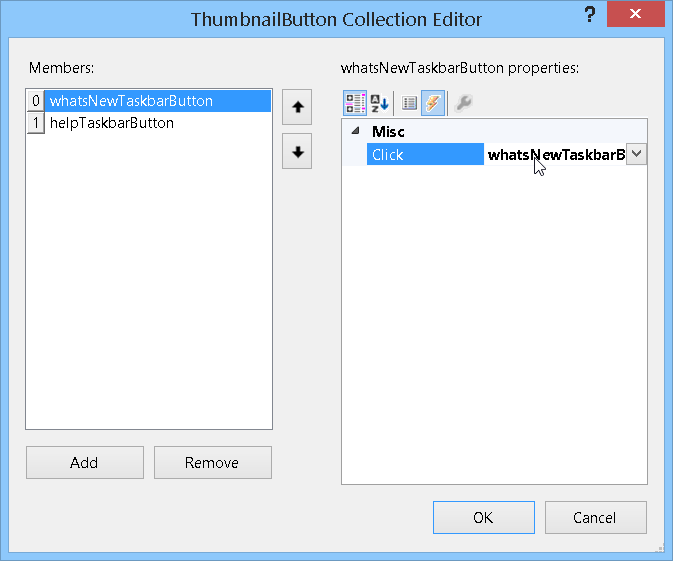 ThumbnailButton Collection Editor
?
Members:
0 whatsNewTaskbarButton
1 helpTaskbarButton
Add
Remove
whatsNewTaskbarButton properties:
Misc
Click whatsNewTaskbarB
OK
Cancel